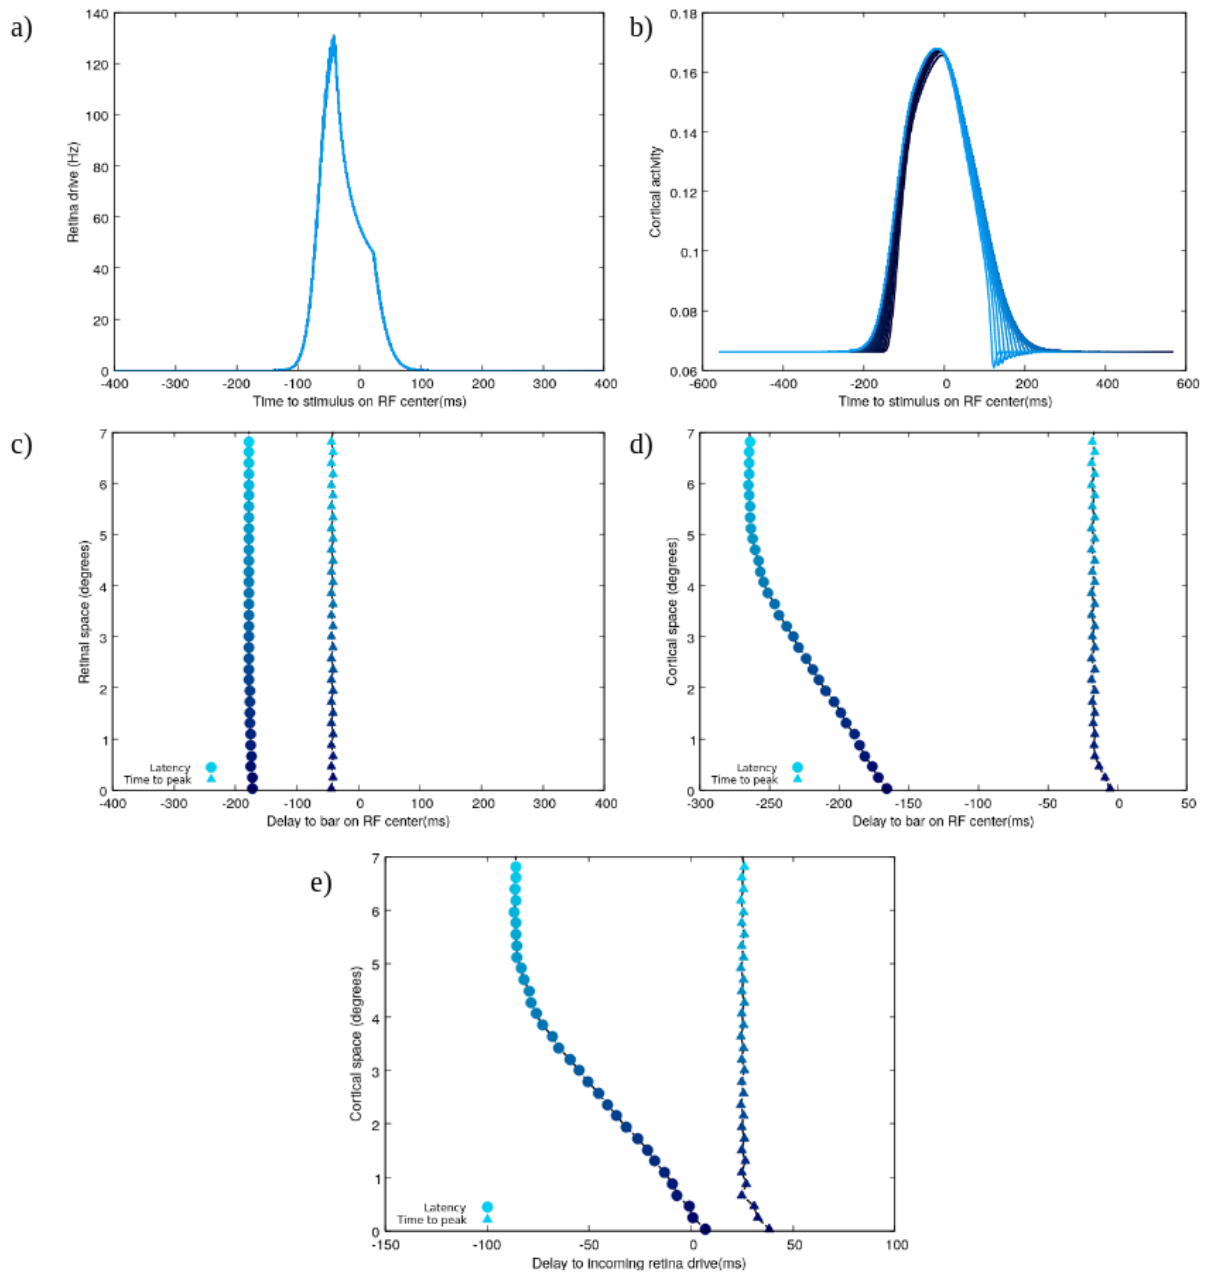 a)
140
120
100
80
60
40
20
0
Retina drive (Hz)
-400 -300 -200 -100 0 100 200 300 400
Time to stimulus on RF center(ms)
b)
0.18
0.16
0.14
0.12
0.1
0.08
0.06
Cortical activity
-600 -400 -200 0 200 400 600
Time to stimulus on RF center(ms)
c)
7
6
5
4
3
2
1
0
Retinal space (degrees)
Latency
Time to peak
-400 -300 -200 -100 0 100 200 300 400
Delay to bar on RF center(ms)
d)
7
6
5
4
3
2
1
0
Cortical space (degrees)
Latency
Time to peak
-300 -250 -200 -150 -100 -50 0 50
Delay to bar on RF center(ms)
e)
7
6
5
4
3
2
1
0
Cortical space (degrees)
Latency
Time to peak
-150 -100 -50 0 50 100
Delay to incoming retina drive(ms)